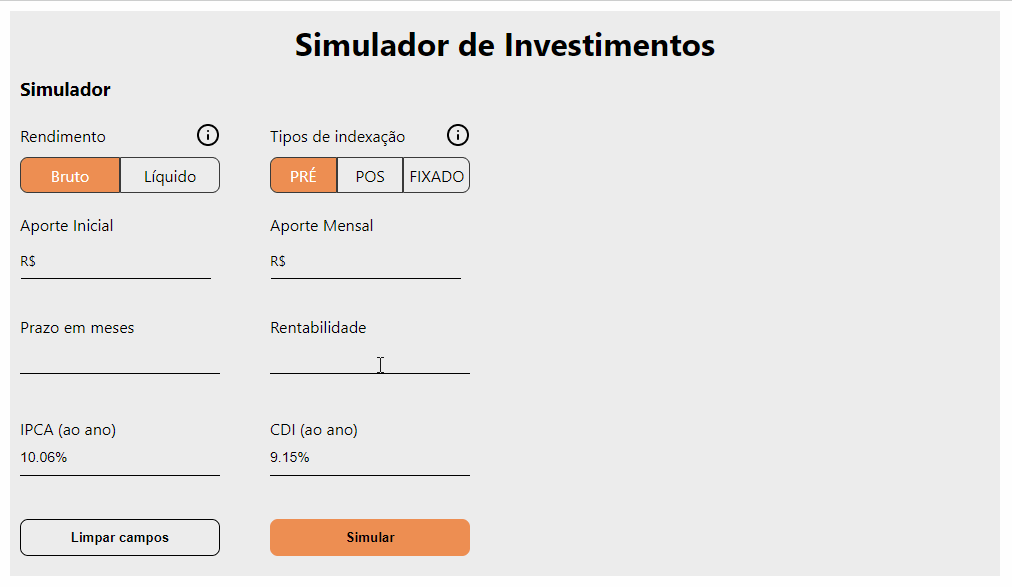 Simulador de Investimentos
Simulador
Rendimento
Tipos de indexação
Bruto
Líquido
PRÉ
POS
FIXADO
Aporte Inicial
Aporte Mensal
R$
R$
Prazo em meses
Rentabilidade
IPCA (ao ano)
CDI (ao ano)
10.06%
9.15%
Limpar campos
Simular